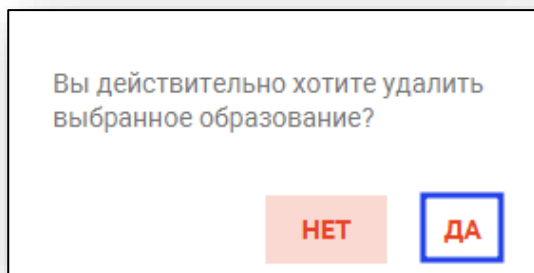 Вы действительно хотите удалить
выбранное образование?
НЕТ ДА